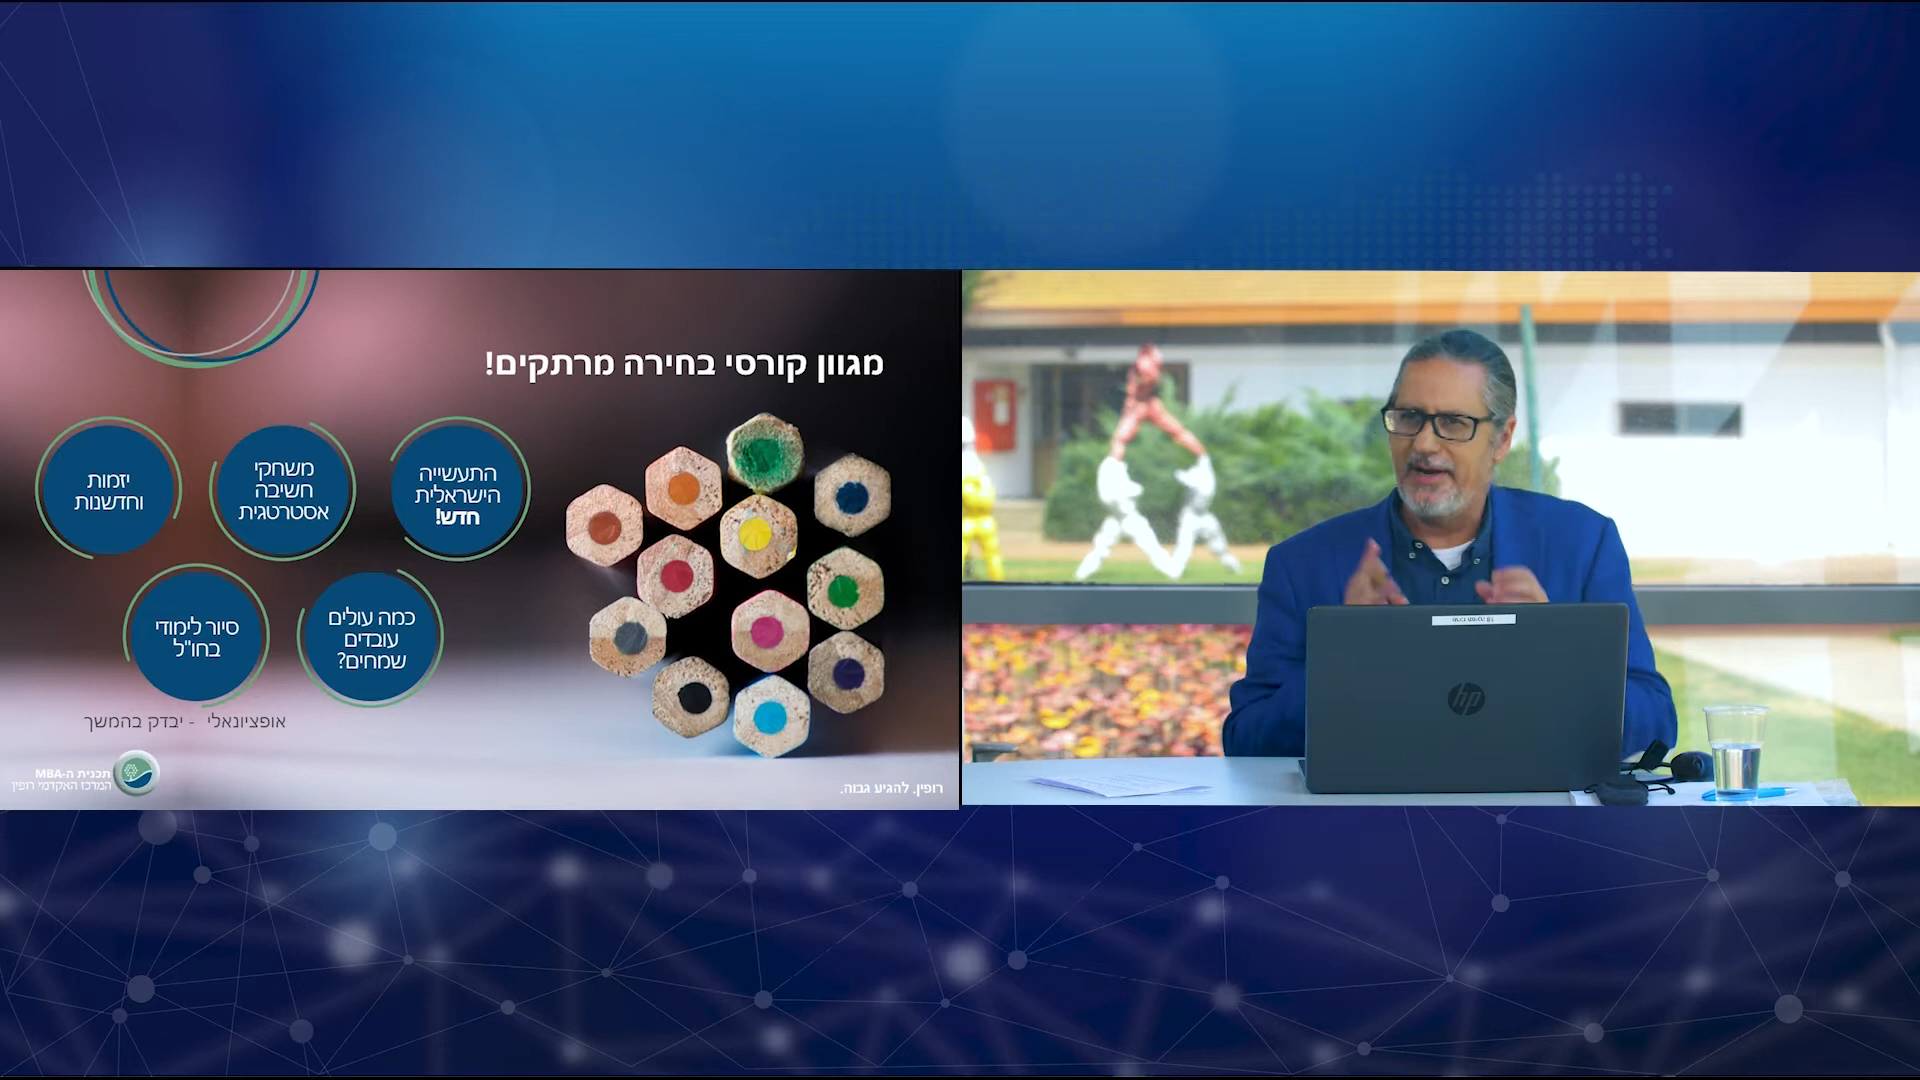 מגוון קורסי בחירה מרתקים!
התעשייה
הישראלית
חדש!
משחקי
חשיבה
אסטרטגית
יזמות
וחדשנות
כמה עולים
עובדים
שמחים?
סיור לימודי
בחו"ל
אופציונאלי - יבדק בהמשך
תכנית ה-MBA
המרכז האקדמי רופין
רופין. להגיע גבוה.
hp